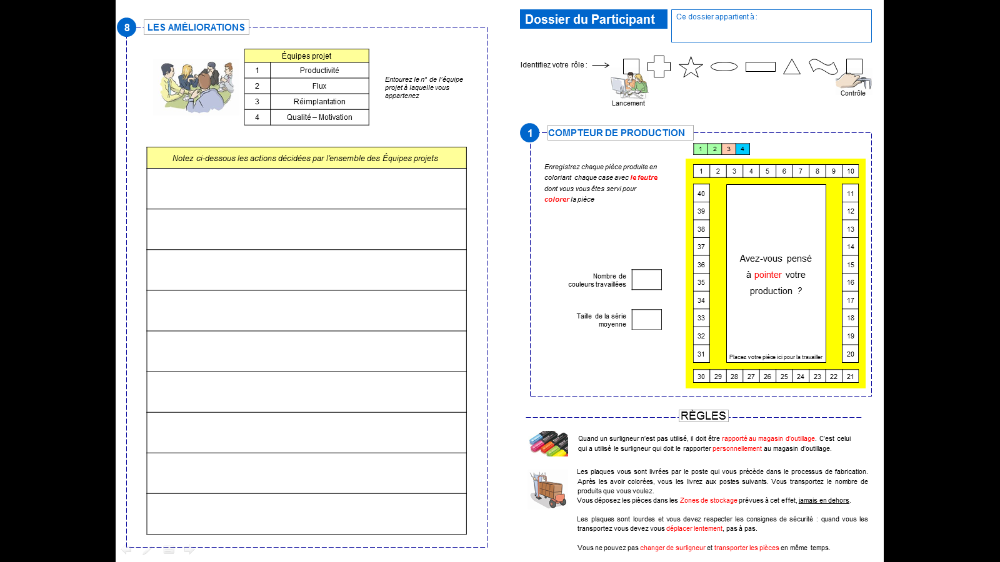 8
LES AMÉLIORATIONS
Équipes projet
1 Productivité
2 Flux
3 Réimplantation
4 Qualité – Motivation
Entourez le n° de l'équipe
projet à laquelle vous
appartenez
Notez ci-dessous les actions décidées par l'ensemble des Équipes projets
Dossier du Participant
Ce dossier appartient à :
Identifiez votre rôle :
Lancement
Contrôle
1
COMPTEUR DE PRODUCTION
1 2 3 4
Enregistrez chaque pièce produite en
coloriant chaque case avec le feutre
dont vous vous êtes servi pour
colorer la pièce
Nombre de
couleurs travaillées
Taille de la série
moyenne
1 2 3 4 5 6 7 8 9 10
40 11
39 12
38 13
37 14
36 15
35 16
34 17
33 18
32 19
31 20
Avez-vous pensé
à pointer votre
production ?
Placez votre pièce ici pour la travailler
30 29 28 27 26 25 24 23 22 21
RÈGLES
Quand un surligneur n'est pas utilisé, il doit être rapporté au magasin d'outillage. C'est celui
qui a utilisé le surligneur qui doit le rapporter personnellement au magasin d'outillage.
Les plaques vous sont livrées par le poste qui vous précède dans le processus de fabrication.
Après les avoir colorées, vous les livrez aux postes suivants. Vous transportez le nombre de
produits que vous voulez.
Vous déposez les pièces dans les Zones de stockage prévues à cet effet, jamais en dehors.
Les plaques sont lourdes et vous devez respecter les consignes de sécurité : quand vous les
transportez vous devez vous déplacer lentement, pas à pas.
Vous ne pouvez pas changer de surligneur et transporter les pièces en même temps.